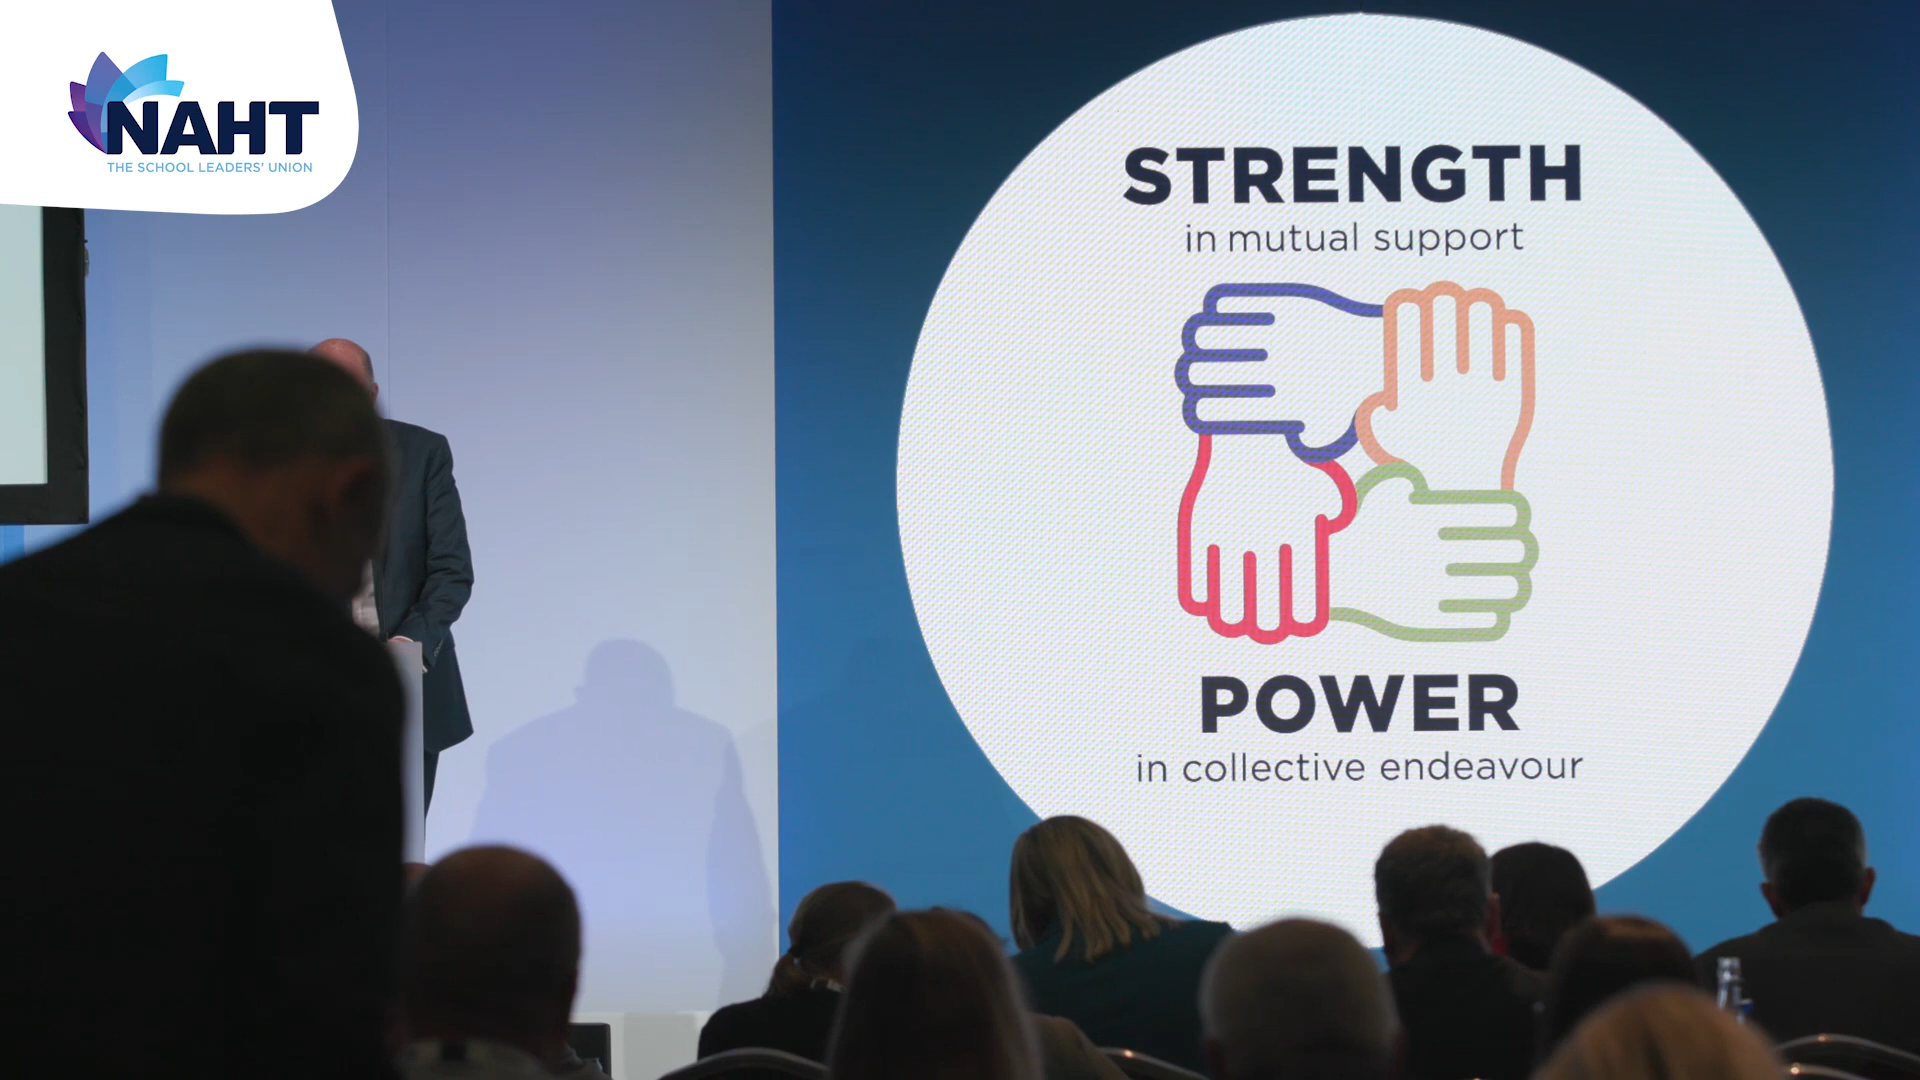 NAHT
THE SCHOOL LEADERS' UNION
STRENGTH
in mutual support
POWER
in collective endeavour